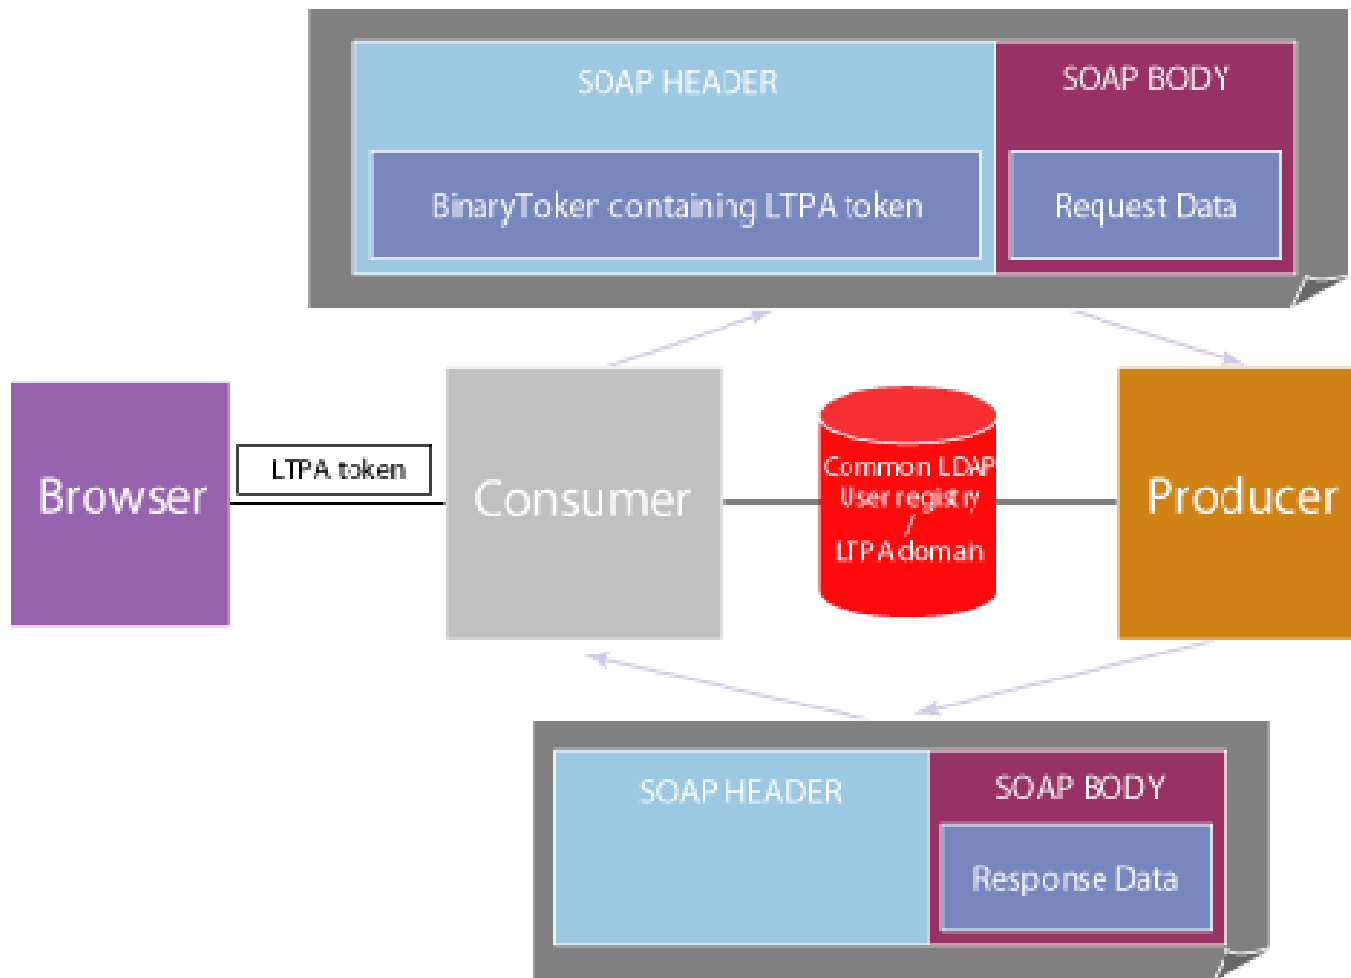 SOAP HEADER
SOAP BODY
BinaryToken containing LTPA token
Request Data
LTPA token
Browser
Consumer
Common LDAP
User registry
/
LTPA domain
Producer
SOAP HEADER
SOAP BODY
Response Data